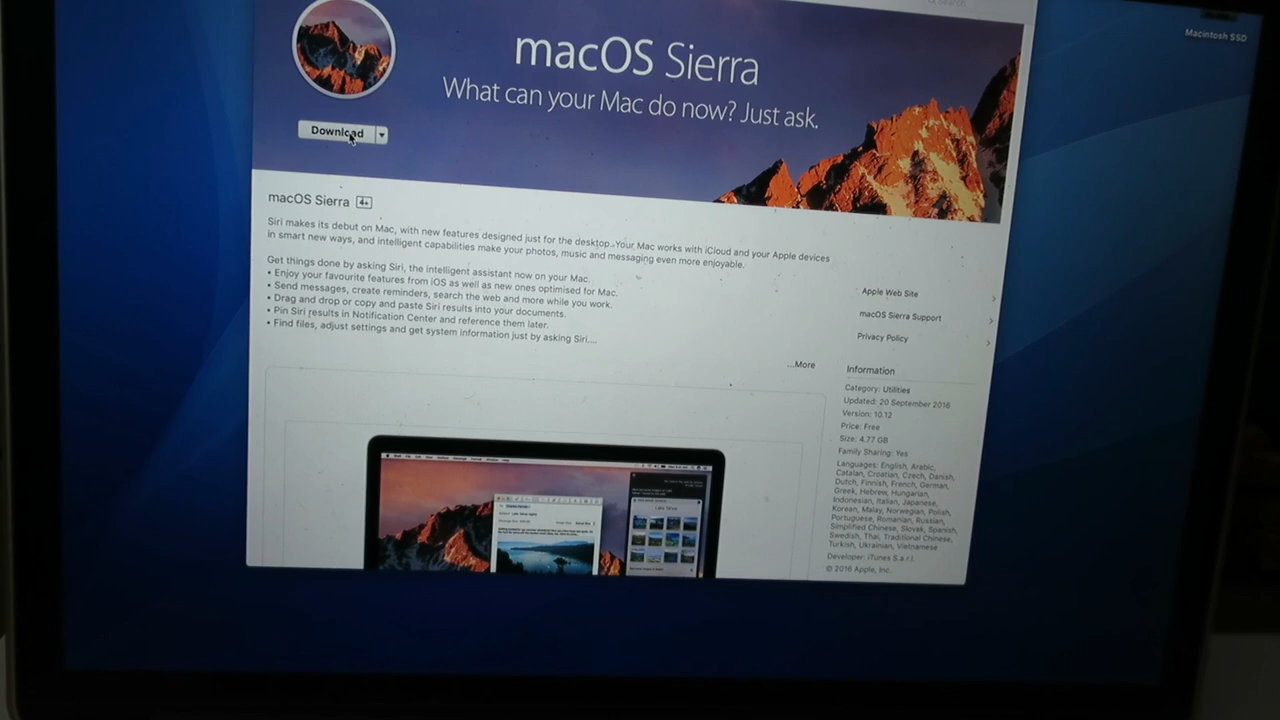 Search
Macintosh SSD
macOS Sierra
What can your Mac do now? Just ask.
Download
macOS Sierra 4+
Siri makes its debut on Mac, with new features designed just for the desktop. Your Mac works with iCloud and your Apple devices
in smart new ways, and intelligent capabilities make your photos, music and messaging even more enjoyable.
Get things done by asking Siri, the intelligent assistant now on your Mac.
• Enjoy your favourite features from iOS as well as new ones optimised for Mac.
• Send messages, create reminders, search the web and more while you work.
• Drag and drop or copy and paste Siri results into your documents.
• Pin Siri results in Notification Center and reference them later.
• Find files, adjust settings and get system information just by asking Siri....
...More
Apple Web Site
macOS Sierra Support
Privacy Policy
Information
Category: Utilities
Updated: 20 September 2016
Version: 10.12
Price: Free
Size: 4.77 GB
Family Sharing: Yes
Languages: English, Arabic,
Catalan, Croatian, Czech, Danish,
Dutch, Finnish, French, German,
Greek, Hebrew, Hungarian,
Indonesian, Italian, Japanese,
Korean, Malay, Norwegian, Polish,
Portuguese, Romanian, Russian,
Simplified Chinese, Slovak, Spanish,
Swedish, Thai, Traditional Chinese,
Turkish, Ukrainian, Vietnamese
Developer: iTunes S.a.r.l.
© 2016 Apple, Inc.
Lake Tahoe